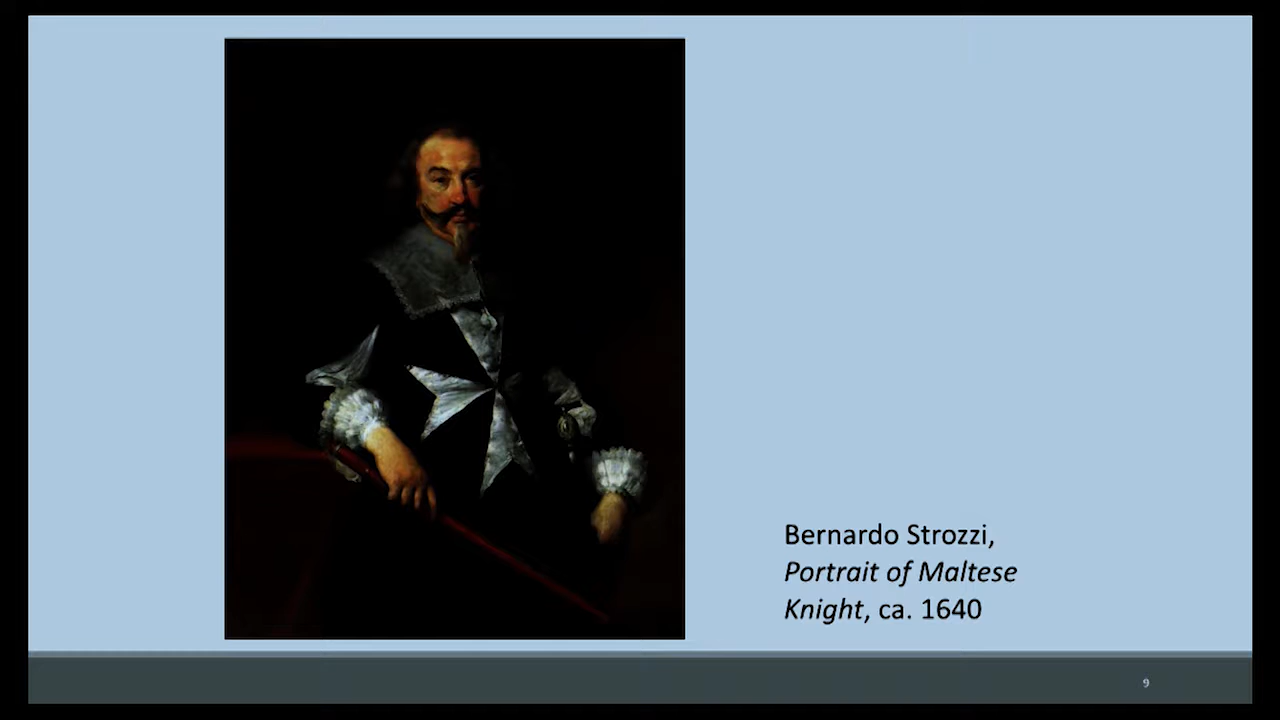 Bernardo Strozzi,
Portrait of Maltese
Knight, ca. 1640
9